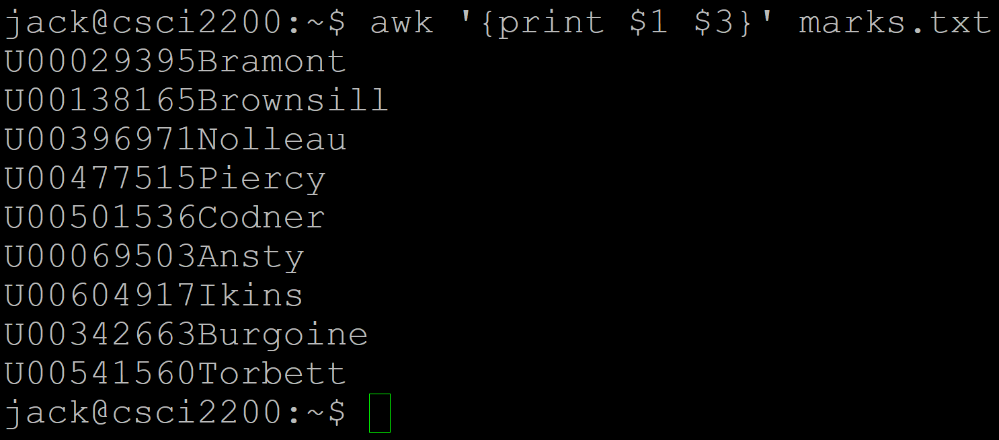 jack@csci2200:~$ awk '{print $1 $3}' marks.txt
U00029395Bramont
U00138165Brownsill
U00396971Nolleau
U00477515Piercy
U00501536Codner
U00069503Ansty
U00604917Ikins
U00342663Burgoine
U00541560Torbett
jack@csci2200:~$